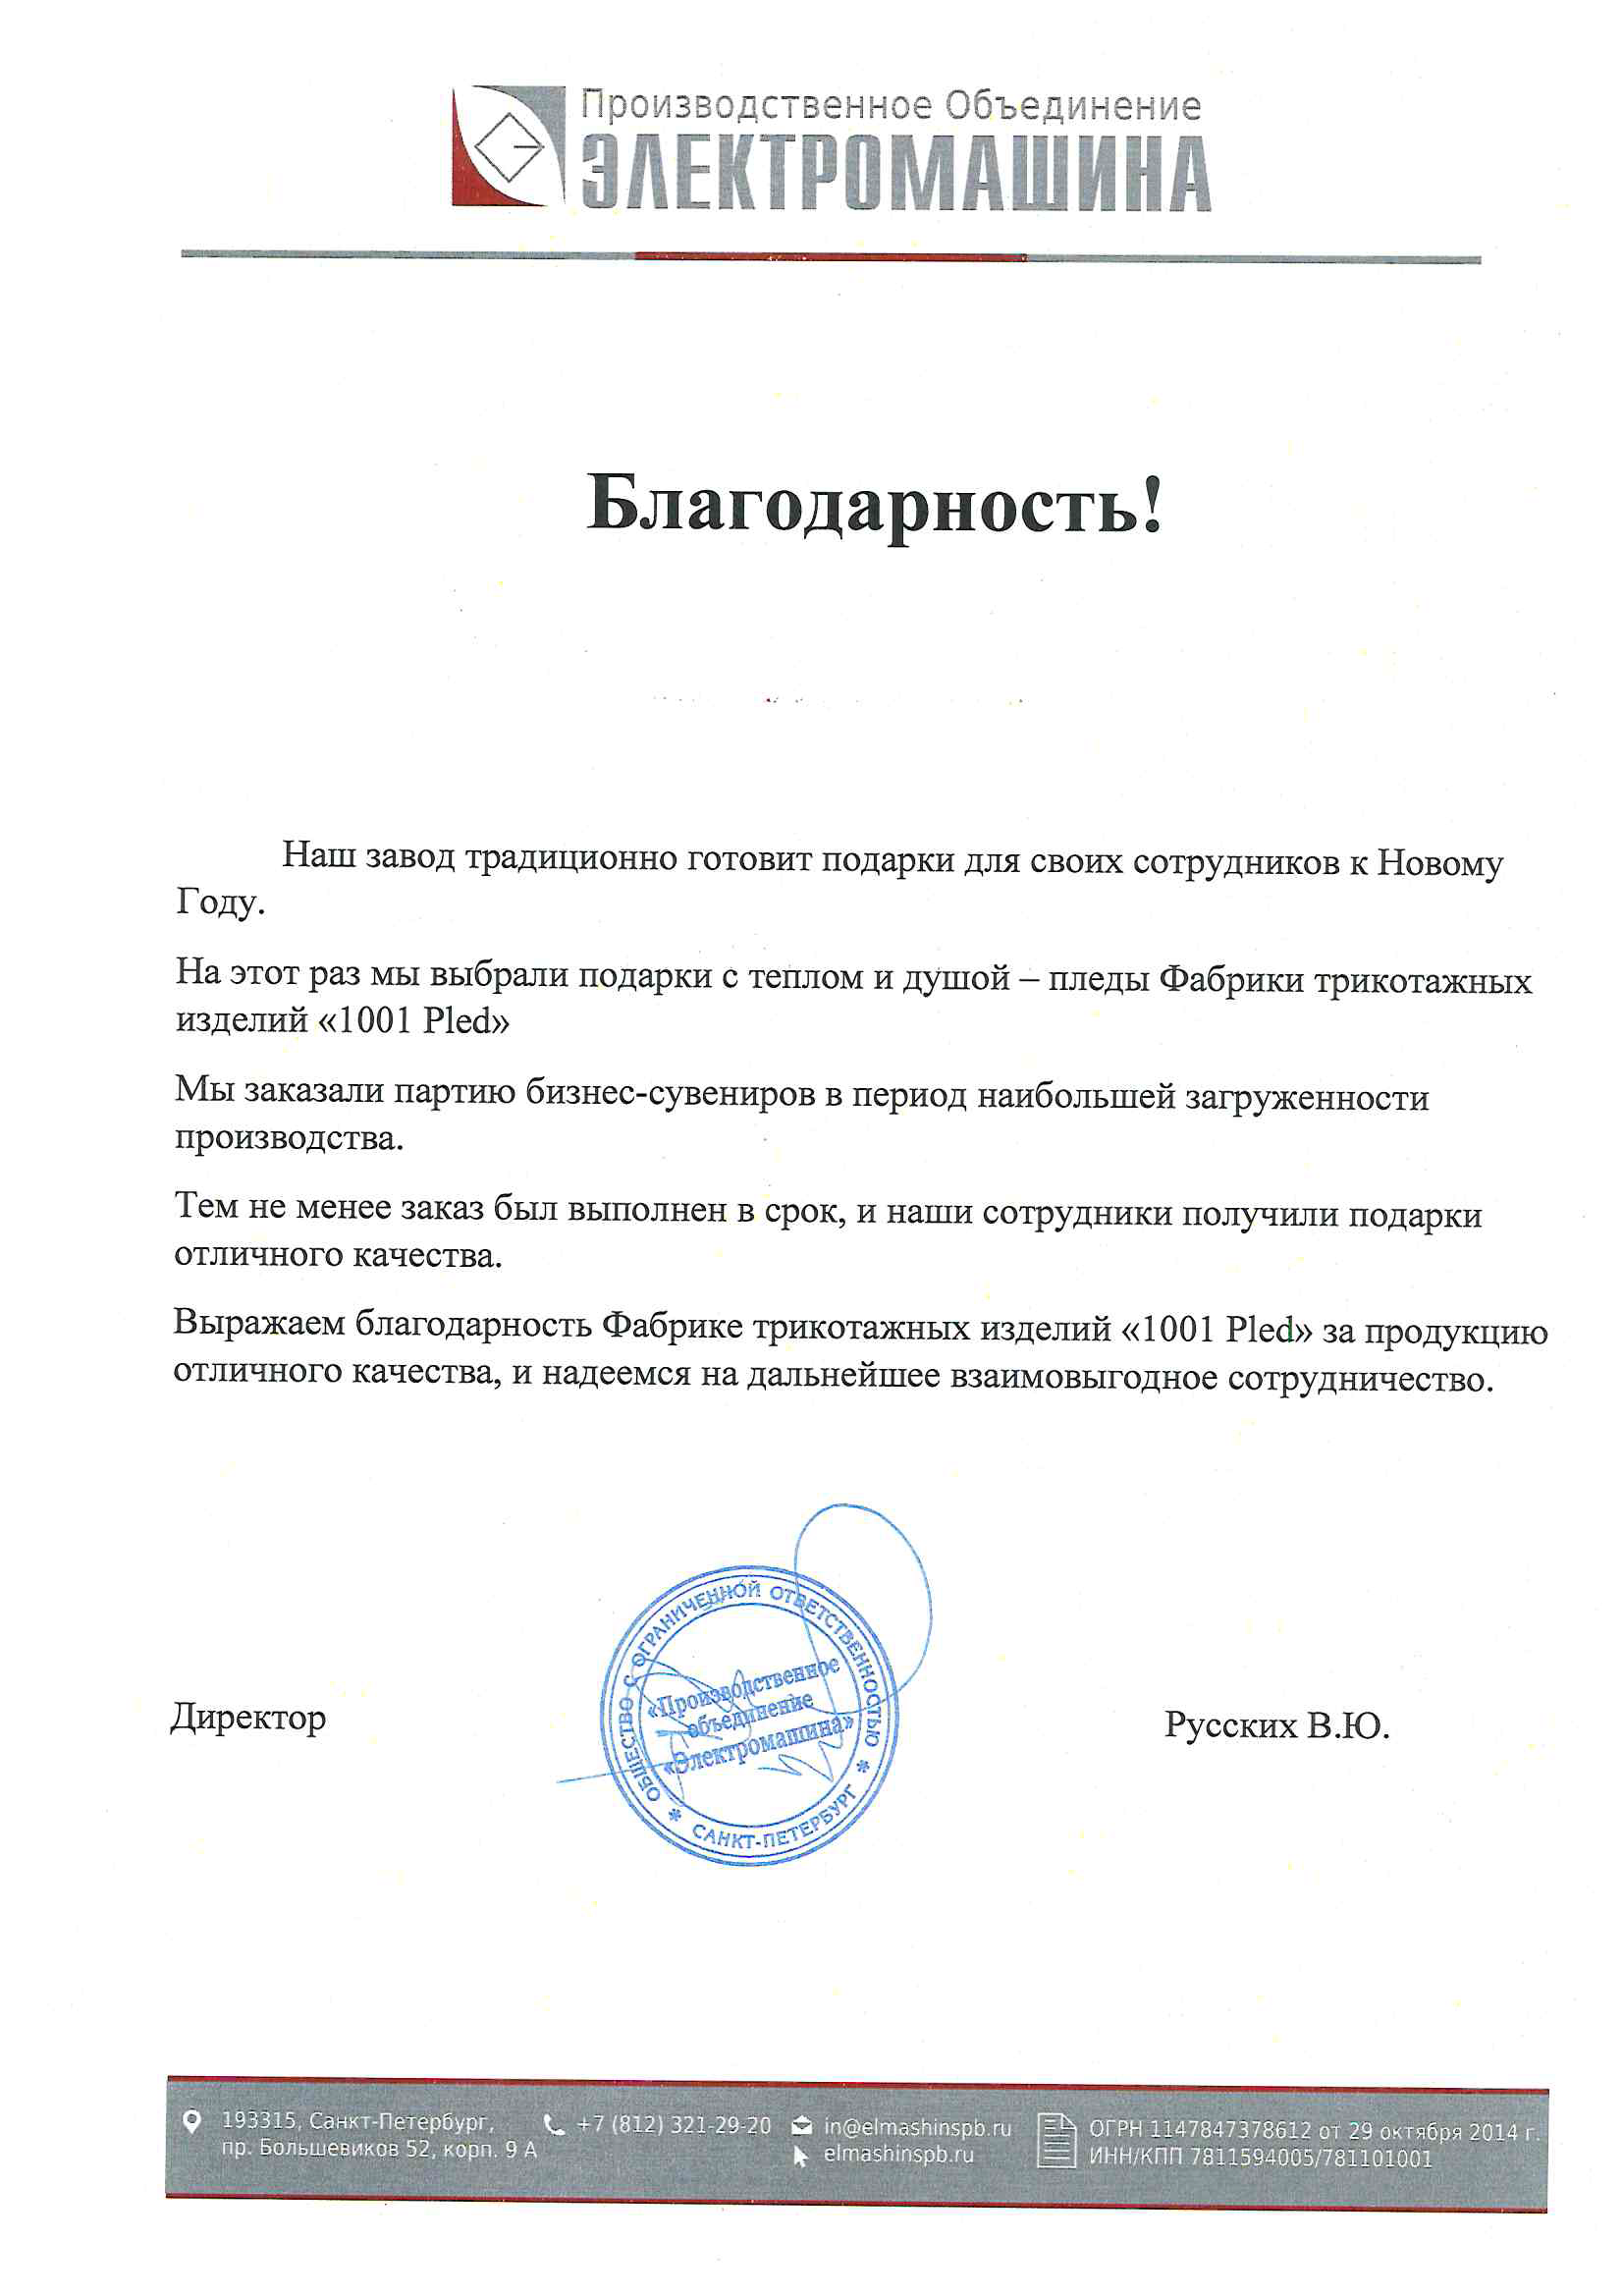 Производственное Объединение
ЭЛЕКТРОМАШИНА
Благодарность!
Наш завод традиционно готовит подарки для своих сотрудников к Новому
Году.
На этот раз мы выбрали подарки с теплом и душой – пледы Фабрики трикотажных
изделий «1001 Pled»
Мы заказали партию бизнес-сувениров в период наибольшей загруженности
производства.
Тем не менее заказ был выполнен в срок, и наши сотрудники получили подарки
отличного качества.
Выражаем благодарность Фабрике трикотажных изделий «1001 Pled» за продукцию
отличного качества, и надеемся на дальнейшее взаимовыгодное сотрудничество.
Директор
ОБЩЕСТВО С ОГРАНИЧЕННОЙ ОТВЕТСТВЕННОСТЬЮ
«Производственное
объединение
«Электромашина»
* САНКТ-ПЕТЕРБУРГ *
Русских В.Ю.
193315, Санкт-Петербург,
пр. Большевиков 52, корп. 9 А
+7 (812) 321-29-20
in@elmashinspb.ru
elmashinspb.ru
ОГРН 1147847378612 от 29 октября 2014 г.
ИНН/КПП 7811594005/781101001